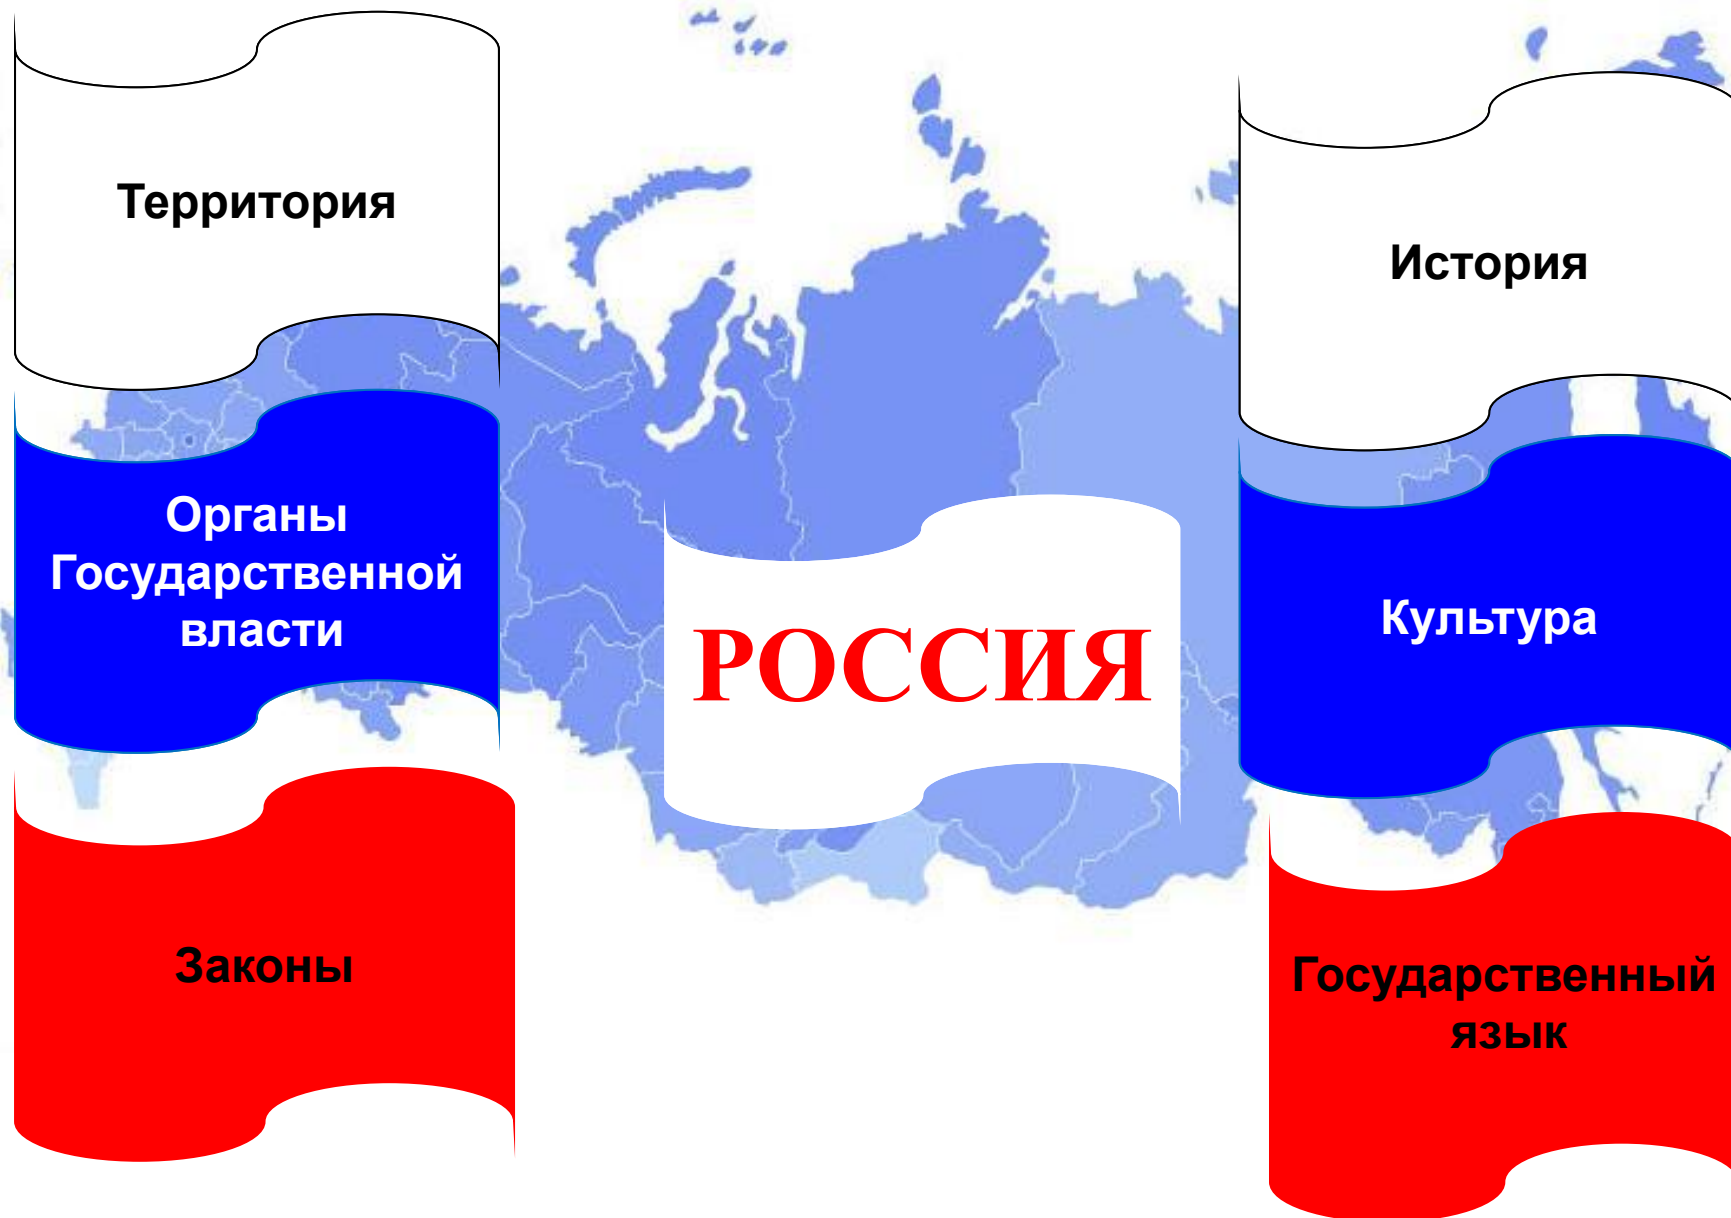 Территория
Органы
Государственной
власти
Законы
РОССИЯ
История
Культура
Государственный
язык